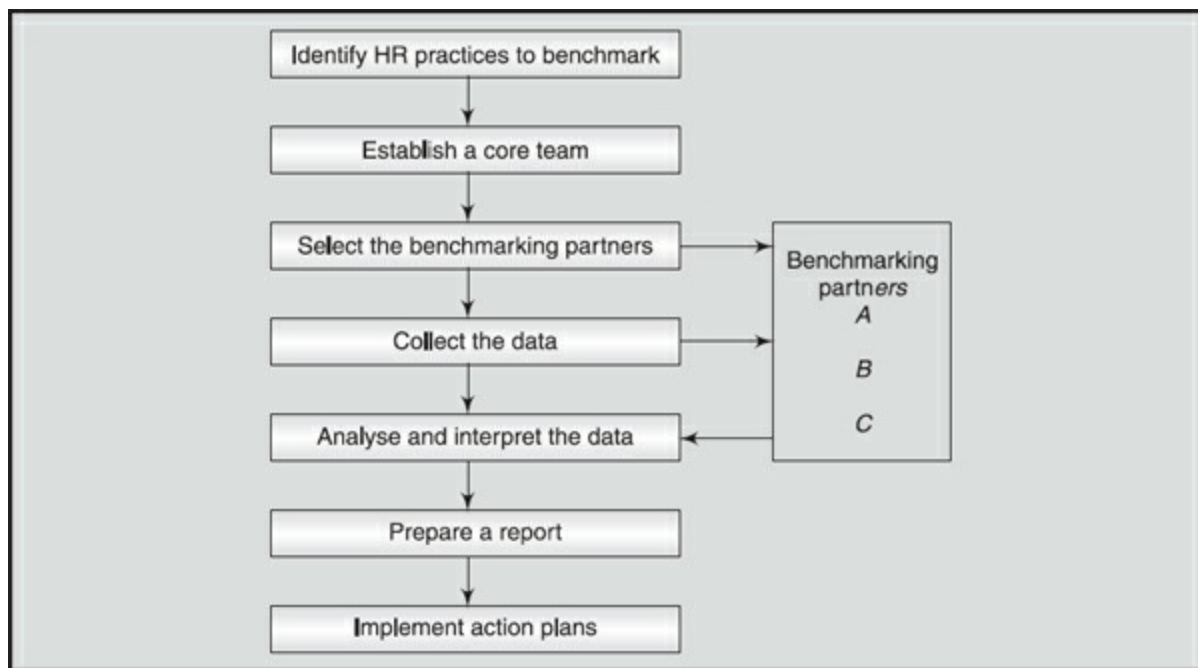 Identify HR practices to benchmark
Establish a core team
Select the benchmarking partners
Collect the data
Analyse and interpret the data
Prepare a report
Implement action plans
Benchmarking
partners
A
B
C